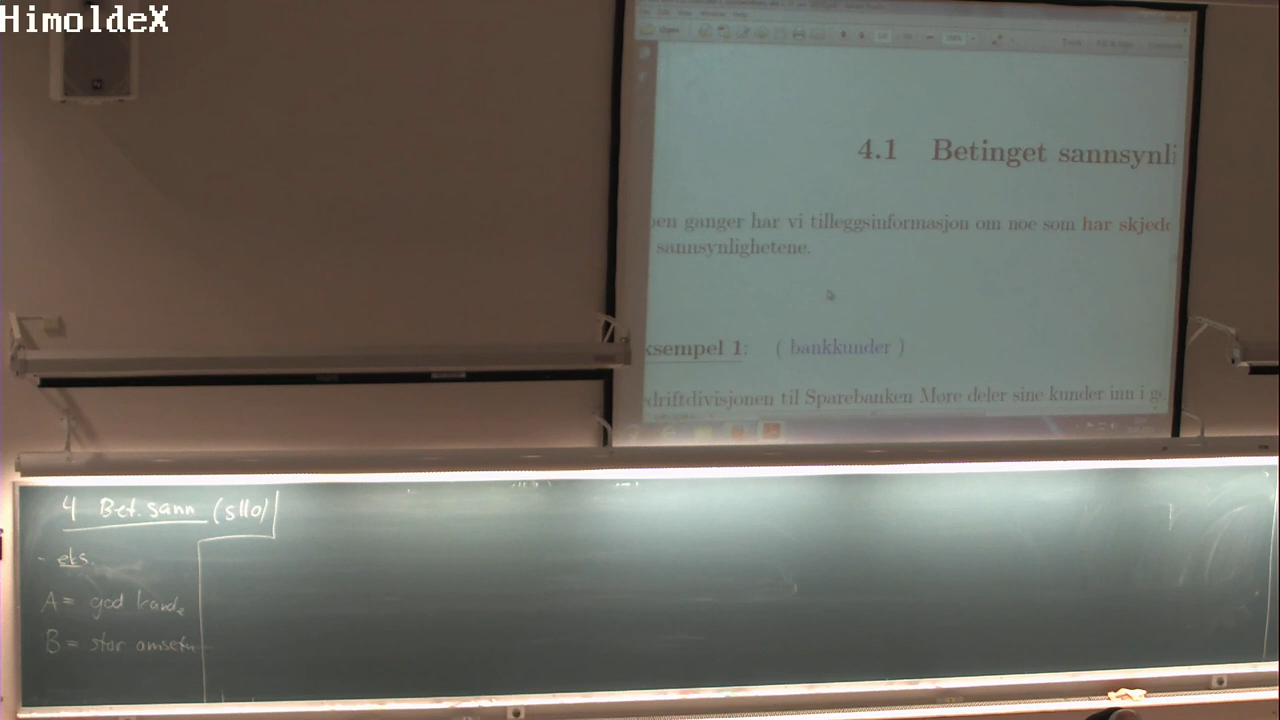 HimoldeX
Open
4.1 Betinget sannsynli
en ganger har vi tilleggsinformasjon om noe som har skjedd
sannsynlighetene.
ksempel 1: ( bankkunder )
driftdivisjonen til Sparebanken Møre deler sine kunder inn i g
4 Bet. sann (s110)
- eks.
A = god kunde
B = stor omsetn